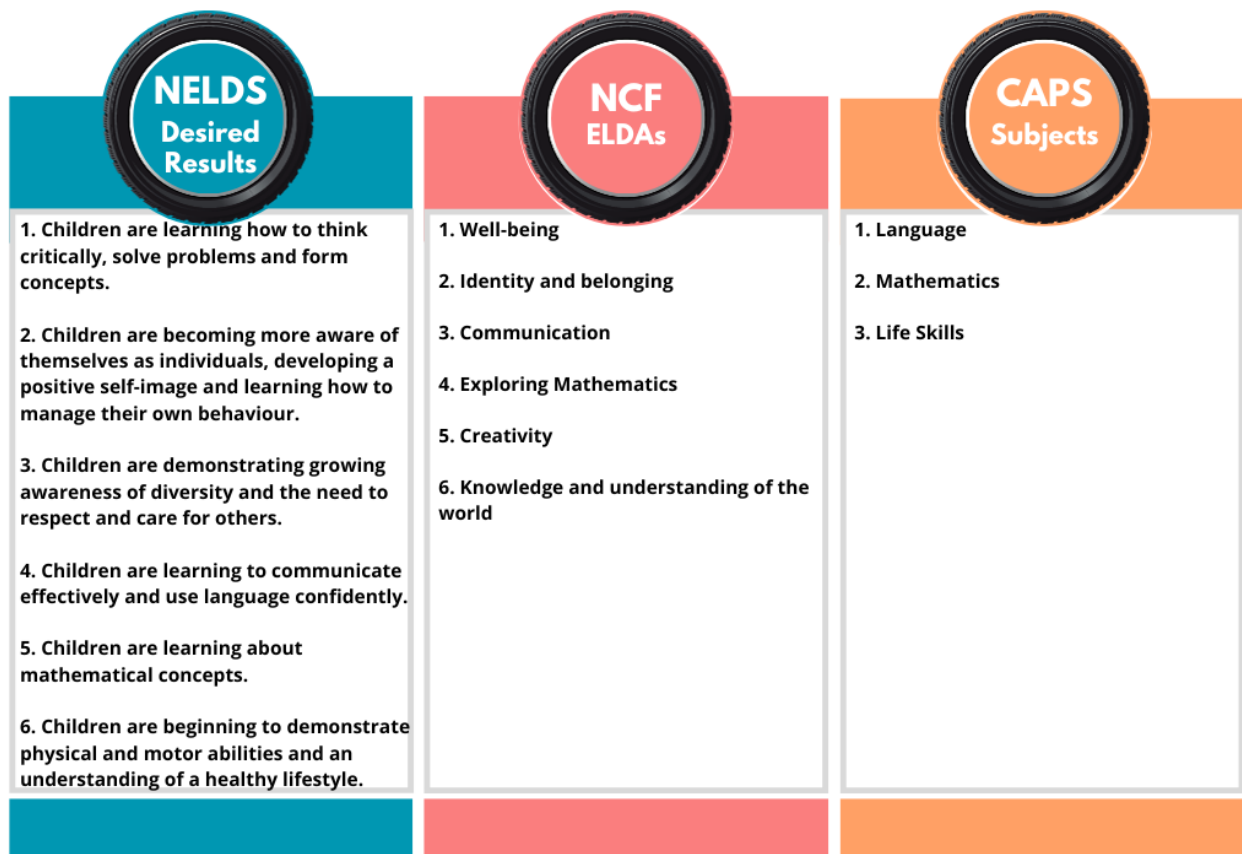 NELDS
Desired
Results
1. Children are learning how to think
critically, solve problems and form
concepts.
2. Children are becoming more aware of
themselves as individuals, developing a
positive self-image and learning how to
manage their own behaviour.
3. Children are demonstrating growing
awareness of diversity and the need to
respect and care for others.
4. Children are learning to communicate
effectively and use language confidently.
5. Children are learning about
mathematical concepts.
6. Children are beginning to demonstrate
physical and motor abilities and an
understanding of a healthy lifestyle.
NCF
ELDAs
1. Well-being
2. Identity and belonging
3. Communication
4. Exploring Mathematics
5. Creativity
6. Knowledge and understanding of the
world
CAPS
Subjects
1. Language
2. Mathematics
3. Life Skills